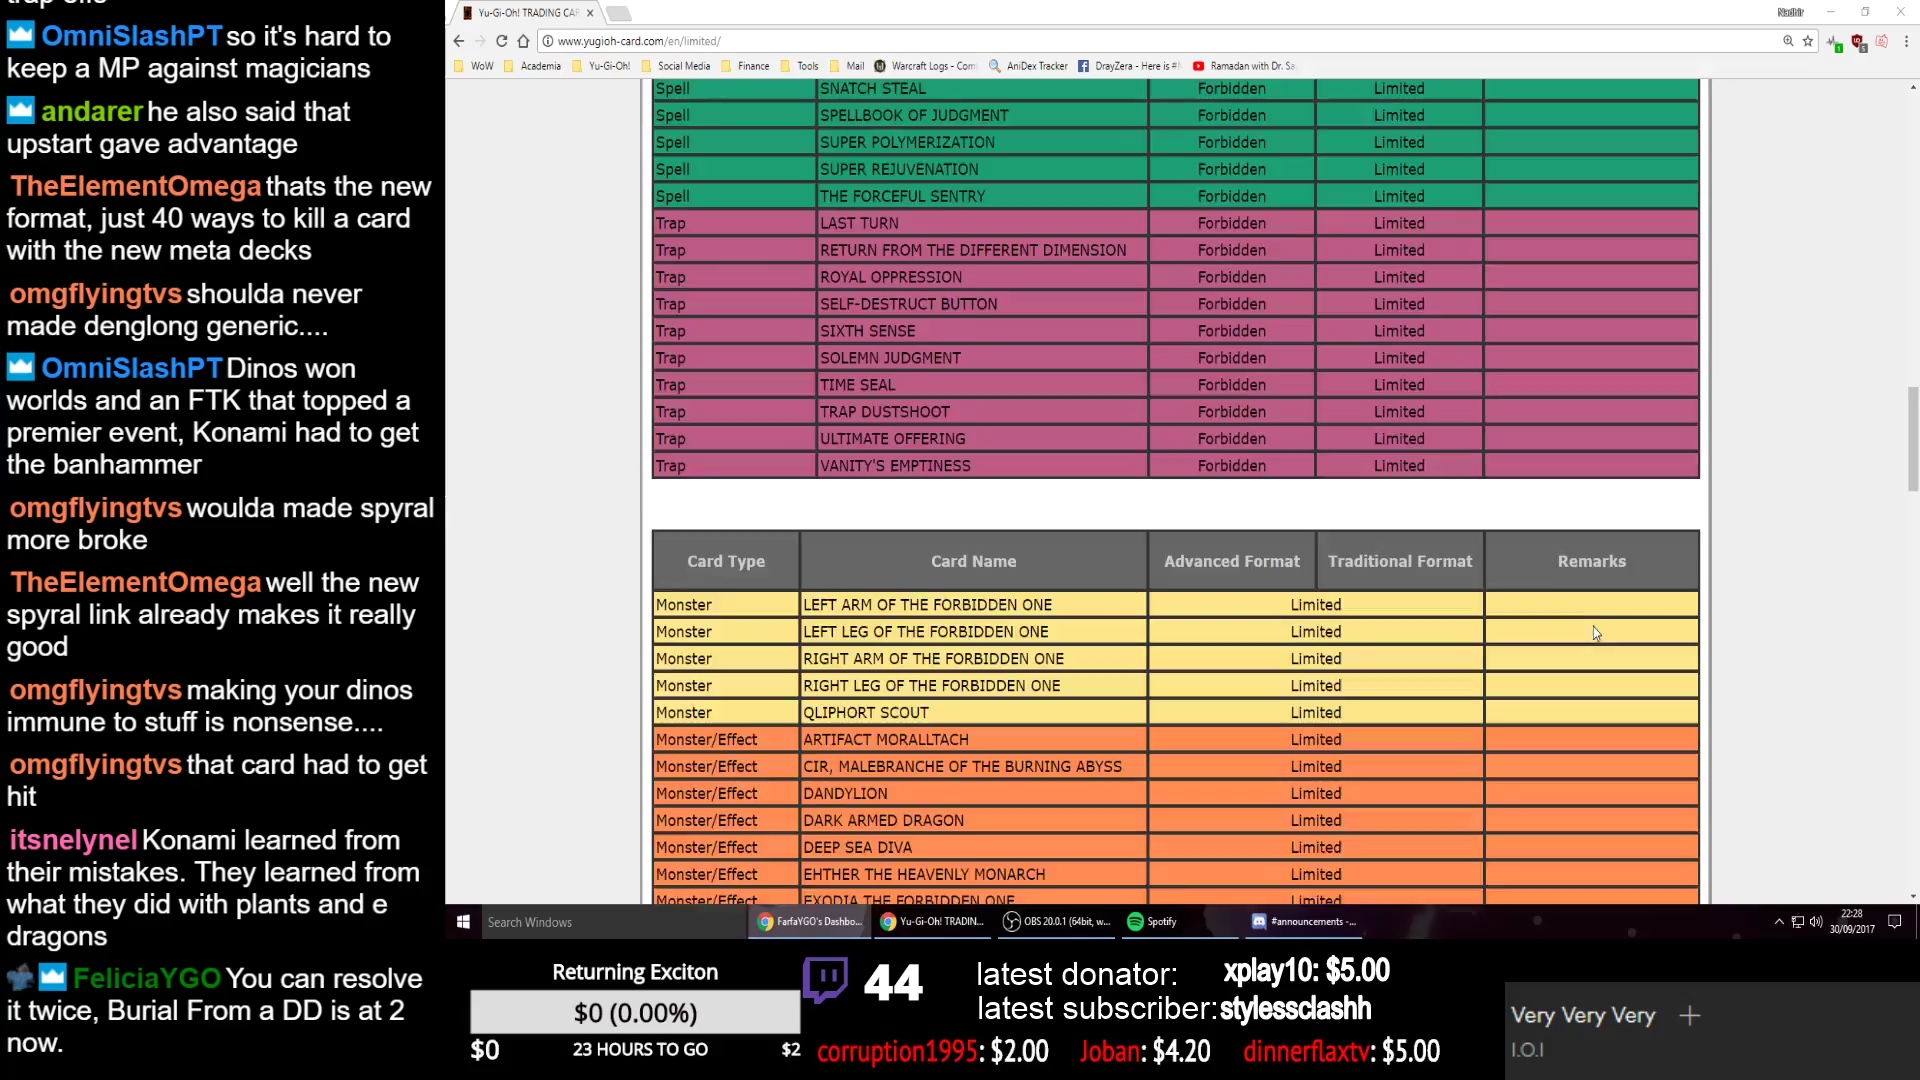 OmniSlashPT so it's hard to
keep a MP against magicians
andarer he also said that
upstart gave advantage
TheElementOmega thats the new
format, just 40 ways to kill a card
with the new meta decks
omgflyingtvs shoulda never
made denglong generic....
OmniSlashPT Dinos won
worlds and an FTK that topped a
premier event, Konami had to get
the banhammer
omgflyingtvs woulda made spyral
more broke
TheElementOmega well the new
spyral link already makes it really
good
omgflyingtvs making your dinos
immune to stuff is nonsense....
omgflyingtvs that card had to get
hit
itsnelynel Konami learned from
their mistakes. They learned from
what they did with plants and e
dragons
FeliciaYGO You can resolve
it twice, Burial From a DD is at 2
now.
Yu-Gi-Oh! TRADING CAR
Nadhir
www.yugioh-card.com/en/limited/
WoW Academia Yu-Gi-Oh! Social Media Finance Tools Mail Warcraft Logs - Com AniDex Tracker DrayZera - Here is Ramadan with Dr. Sa
Spell SNATCH STEAL Forbidden Limited
Spell SPELLBOOK OF JUDGMENT Forbidden Limited
Spell SUPER POLYMERIZATION Forbidden Limited
Spell SUPER REJUVENATION Forbidden Limited
Spell THE FORCEFUL SENTRY Forbidden Limited
Trap LAST TURN Forbidden Limited
Trap RETURN FROM THE DIFFERENT DIMENSION Forbidden Limited
Trap ROYAL OPPRESSION Forbidden Limited
Trap SELF-DESTRUCT BUTTON Forbidden Limited
Trap SIXTH SENSE Forbidden Limited
Trap SOLEMN JUDGMENT Forbidden Limited
Trap TIME SEAL Forbidden Limited
Trap TRAP DUSTSHOOT Forbidden Limited
Trap ULTIMATE OFFERING Forbidden Limited
Trap VANITY'S EMPTINESS Forbidden Limited
Card Type Card Name Advanced Format Traditional Format Remarks
Monster LEFT ARM OF THE FORBIDDEN ONE Limited
Monster LEFT LEG OF THE FORBIDDEN ONE Limited
Monster RIGHT ARM OF THE FORBIDDEN ONE Limited
Monster RIGHT LEG OF THE FORBIDDEN ONE Limited
Monster QLIPHORT SCOUT Limited
Monster/Effect ARTIFACT MORALLTACH Limited
Monster/Effect CIR, MALEBRANCHE OF THE BURNING ABYSS Limited
Monster/Effect DANDYLION Limited
Monster/Effect DARK ARMED DRAGON Limited
Monster/Effect DEEP SEA DIVA Limited
Monster/Effect EHTHER THE HEAVENLY MONARCH Limited
Monster/Effect EXODIA THE FORBIDDEN ONE Limited
Search Windows FarfaYGO's Dashbo... Yu-Gi-Oh! TRADIN... OBS 20.0.1 (64bit, w... Spotify #announcements -...
22:28
30/09/2017
Returning Exciton
$0 (0.00%)
$0 23 HOURS TO GO $2
44
latest donator: xplay10: $5.00
latest subscriber: stylessclashh
corruption1995: $2.00 Joban: $4.20 dinnerflaxtv: $5.00
Very Very Very
I.O.I